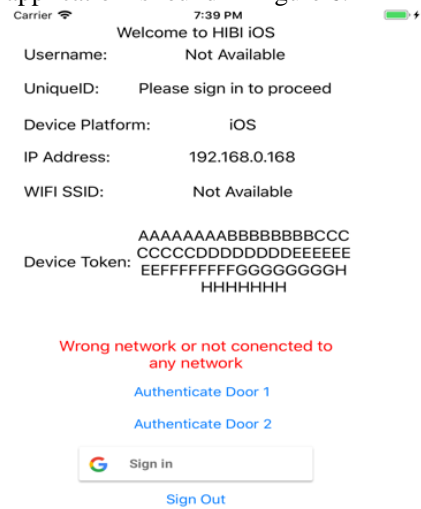 Carrier 7:39 PM
Welcome to HIBI iOS
Username: Not Available
UniqueID: Please sign in to proceed
Device Platform: iOS
IP Address: 192.168.0.168
WIFI SSID: Not Available
Device Token: AAAAAAAABBBBBBBBCCC
CCCCCDDDDDDDDEEEEEE
EEFFFFFFFFGGGGGGGGH
HHHHHHH
Wrong network or not conencted to
any network
Authenticate Door 1
Authenticate Door 2
Sign in
Sign Out